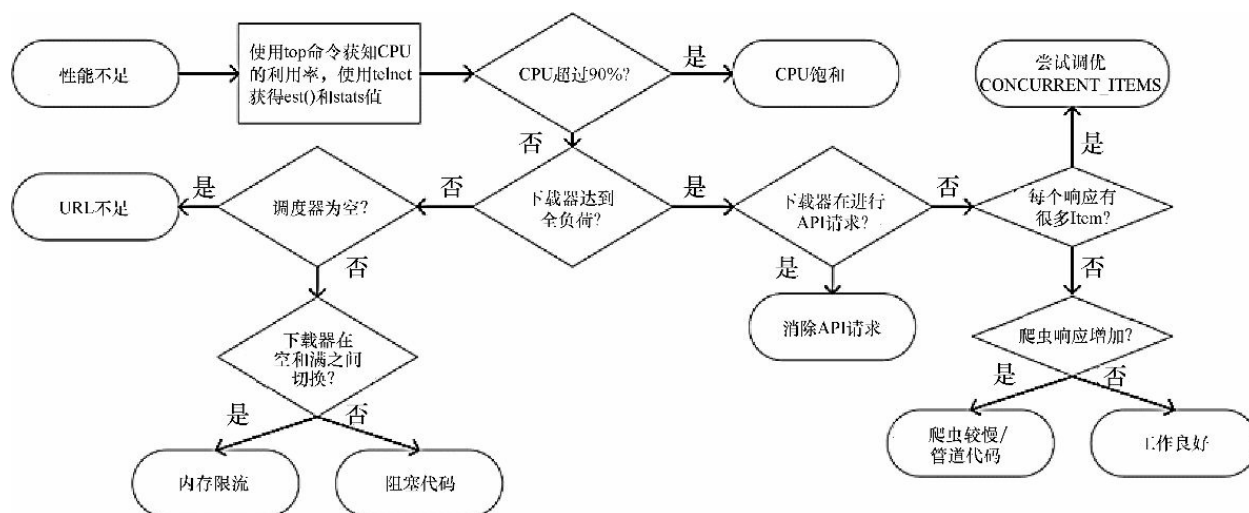 性能不足
使用top命令获知CPU
的利用率，使用telnet
获得est()和stats值
CPU超过90%?
是
CPU饱和
尝试调优
CONCURRENT_ITEMS
否
是
URL不足
是
调度器为空?
否
下载器达到
全负荷?
是
下载器在进行
API请求?
否
每个响应有
很多Item?
否
是
否
下载器在
空和满之间
切换?
消除API请求
爬虫响应增加?
是
否
是
否
内存限流
阻塞代码
爬虫较慢/
管道代码
工作良好